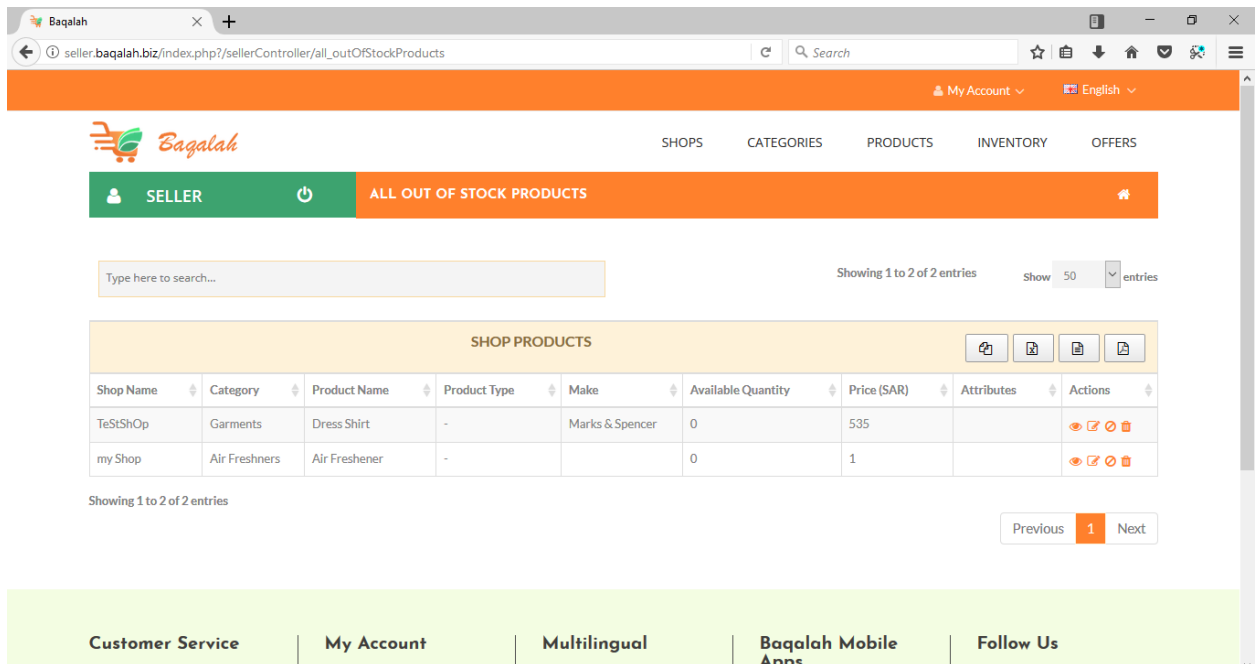 Baqalah
seller.baqalah.biz/index.php?/sellerController/all_outOfStockProducts
Search
My Account
English
Baqalah
SHOPS CATEGORIES PRODUCTS INVENTORY OFFERS
SELLER
ALL OUT OF STOCK PRODUCTS
Type here to search...
Showing 1 to 2 of 2 entries
Show 50 entries
SHOP PRODUCTS
Shop Name Category Product Name Product Type Make Available Quantity Price (SAR) Attributes Actions
TeStShOp Garments Dress Shirt - Marks & Spencer 0 535
my Shop Air Freshners Air Freshener - 0 1
Showing 1 to 2 of 2 entries
Previous 1 Next
Customer Service My Account Multilingual Baqalah Mobile Apps Follow Us